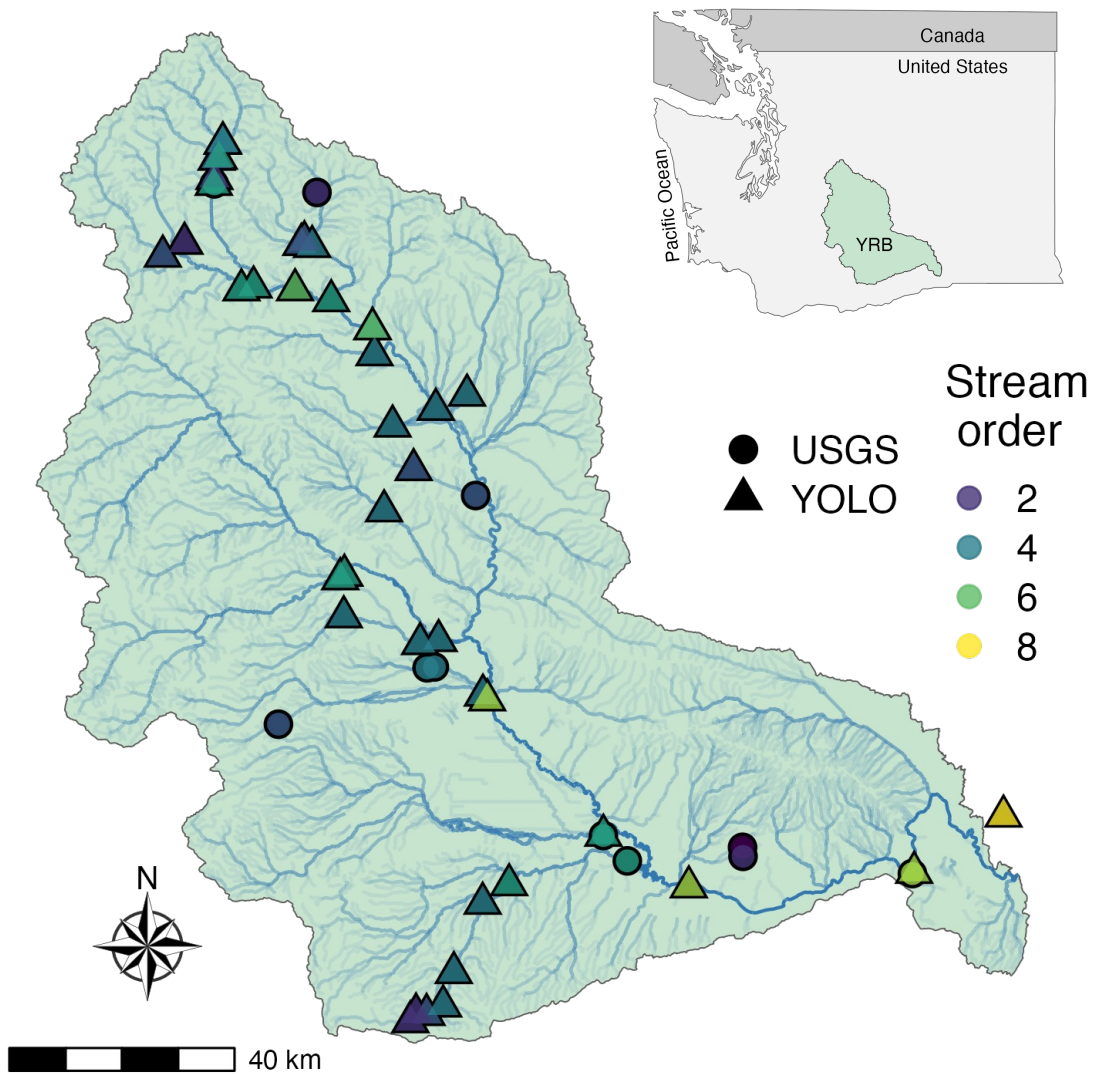 Canada
United States
Pacific Ocean
YRB
Stream
order
USGS
YOLO
2
4
6
8
N
40 km